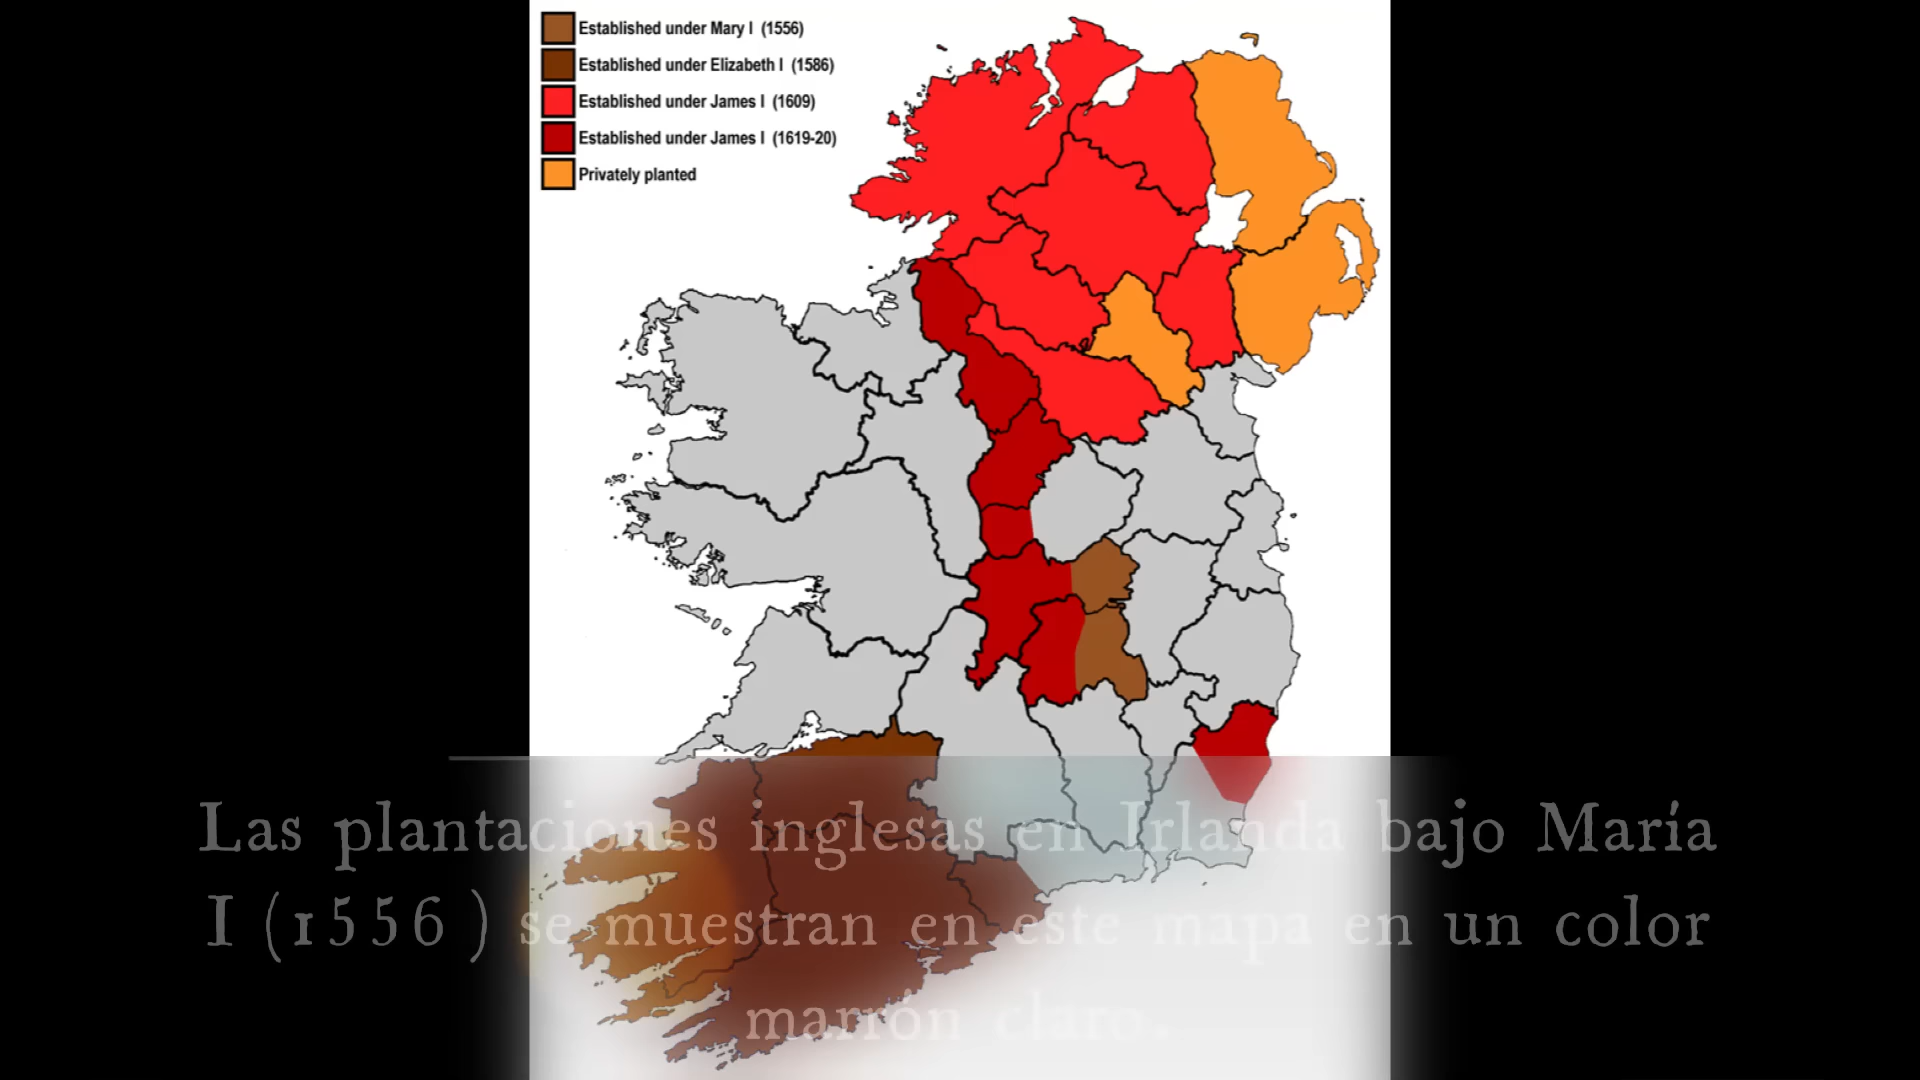 Established under Mary I (1556)
Established under Elizabeth I (1586)
Established under James I (1609)
Established under James I (1619-20)
Privately planted
Las plantaciones inglesas en Irlanda bajo María
I (1556) se muestran en este mapa en un color
marrón claro.